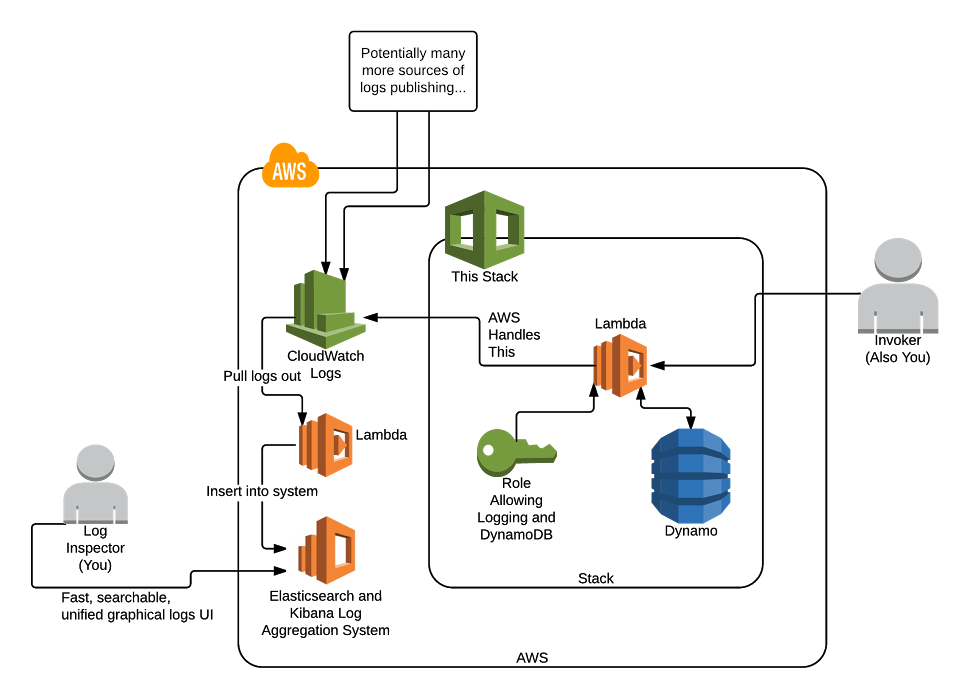 Potentially many
more sources of
logs publishing...
AWS
This Stack
AWS
Handles
This
Lambda
Invoker
(Also You)
CloudWatch
Logs
Pull logs out
Lambda
Role
Allowing
Logging and
DynamoDB
Dynamo
Insert into system
Log
Inspector
(You)
Stack
Elasticsearch and
Kibana Log
Aggregation System
Fast, searchable,
unified graphical logs UI
AWS